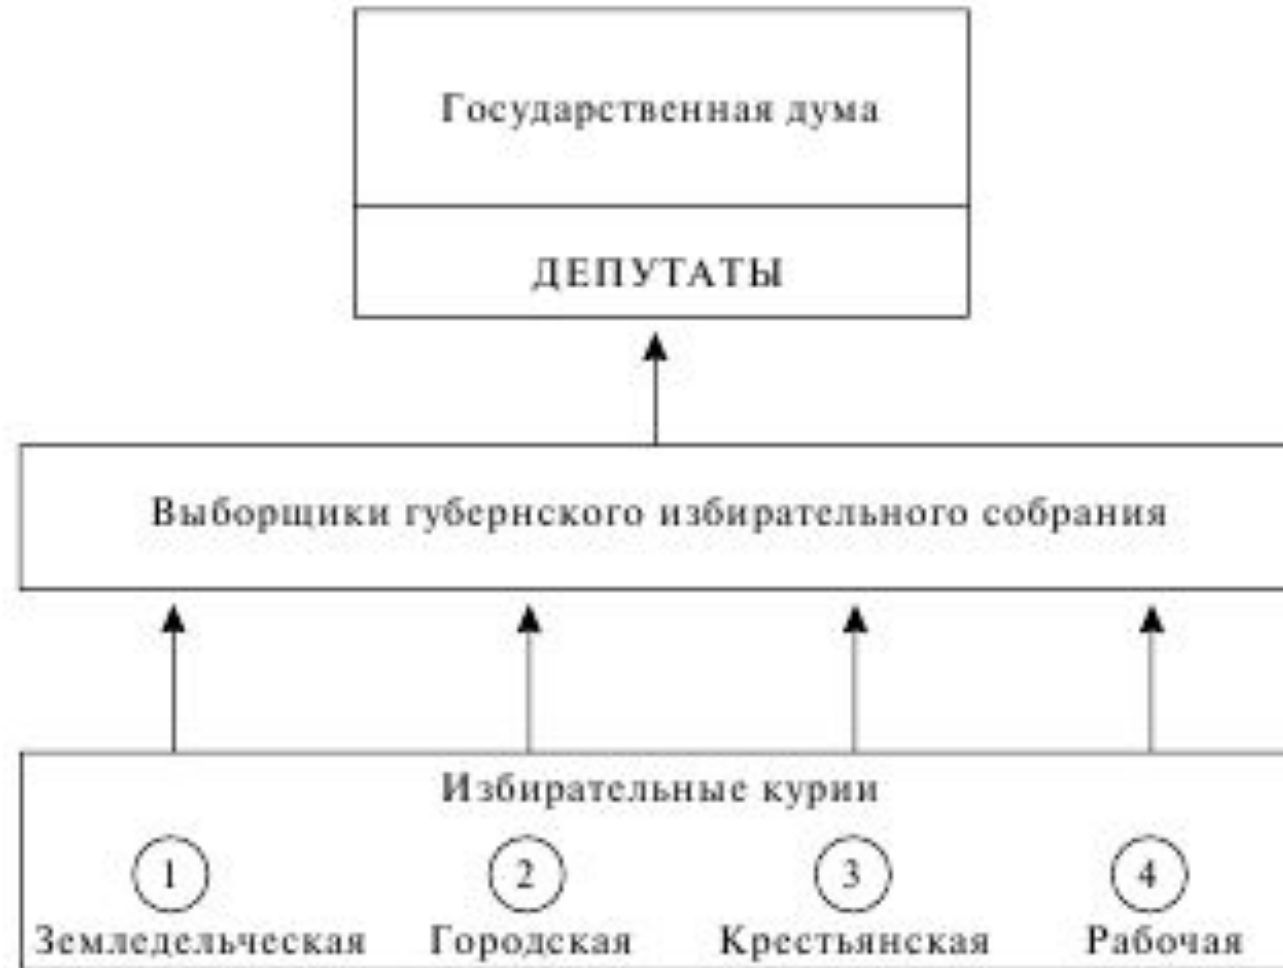 Государственная дума
ДЕПУТАТЫ
Выборщики губернского избирательного собрания
Избирательные курии
1 2 3 4
Земледельческая Городская Крестьянская Рабочая